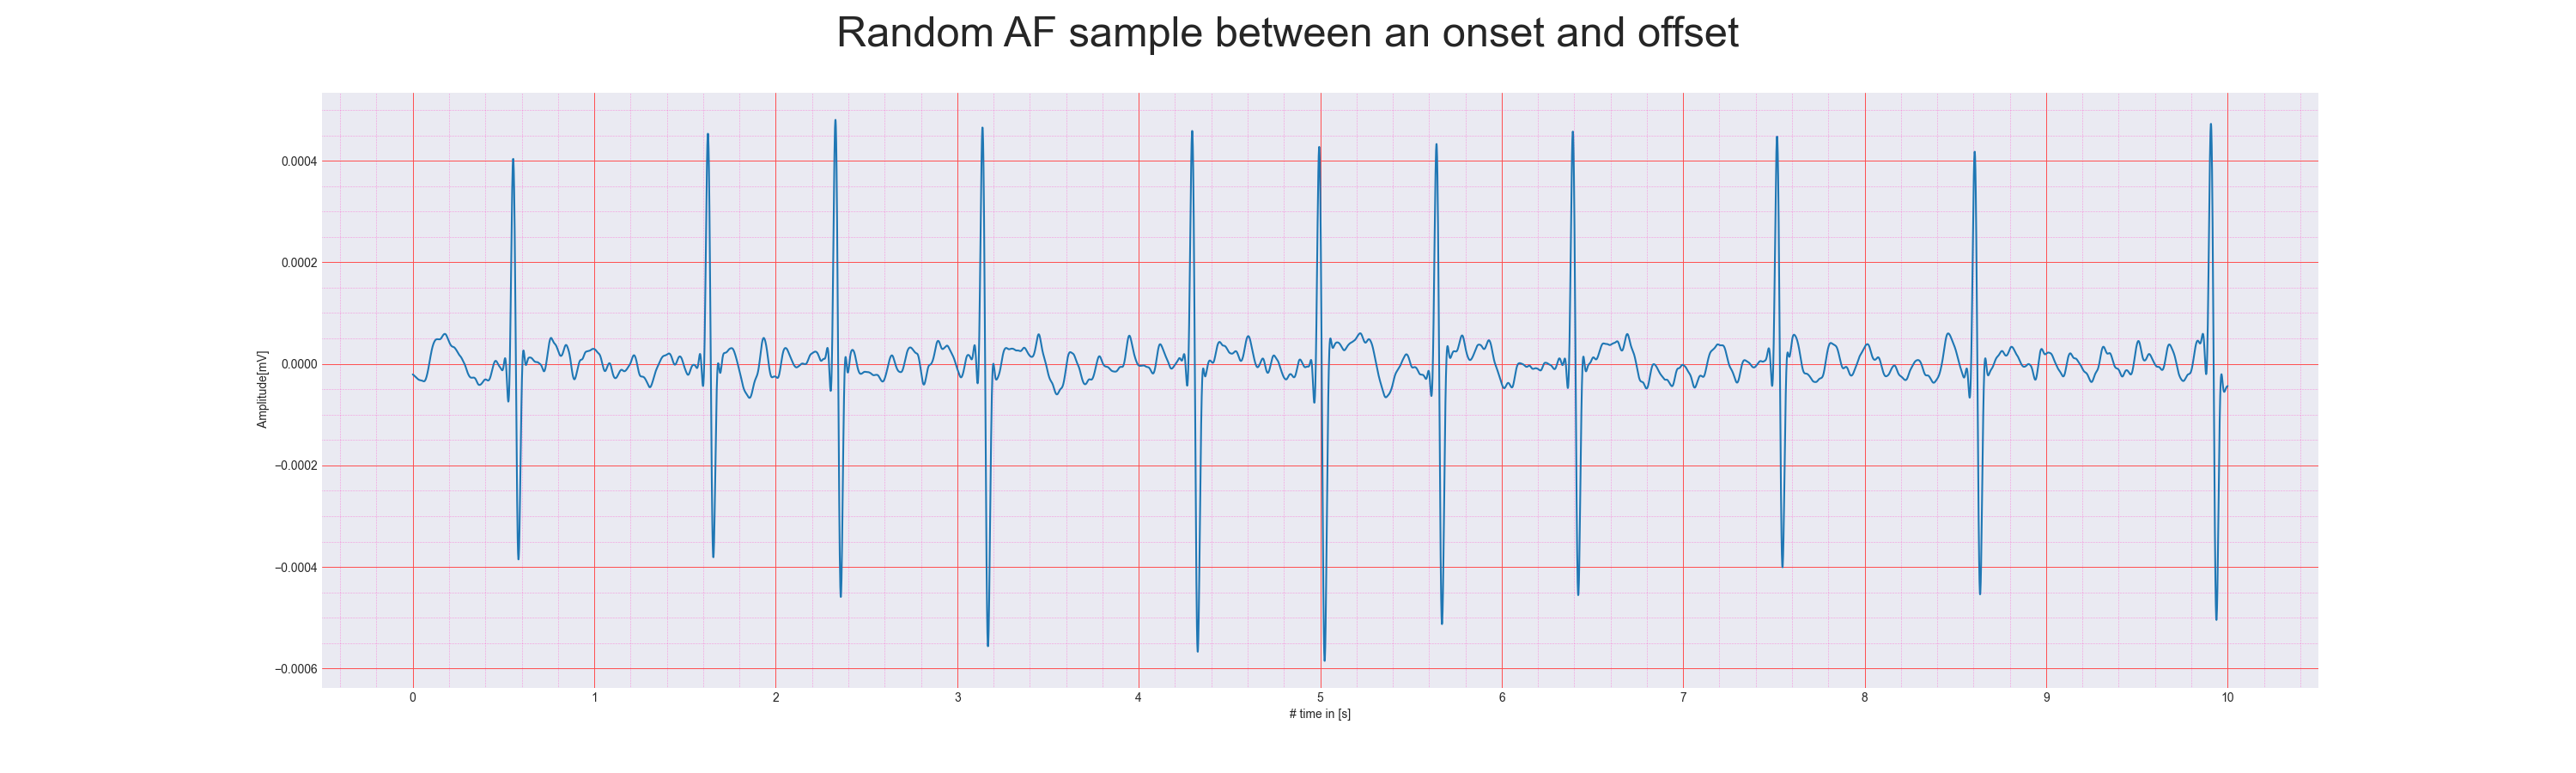 Random AF sample between an onset and offset
0.0004
0.0002
0.0000
−0.0002
−0.0004
−0.0006
Amplitude[mV]
0 1 2 3 4 5 6 7 8 9 10
# time in [s]